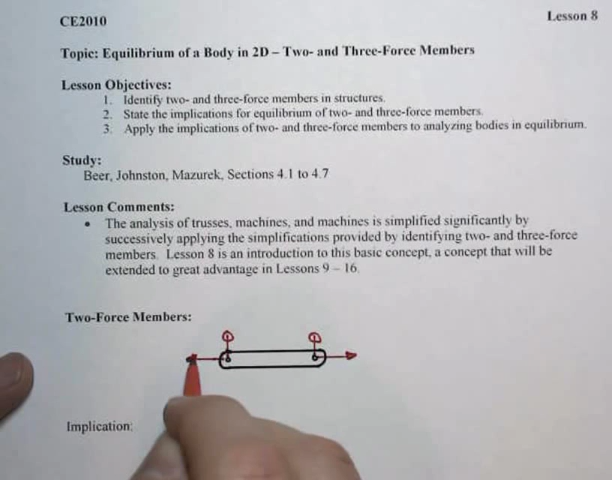 CE2010
Lesson 8
Topic: Equilibrium of a Body in 2D – Two- and Three-Force Members
Lesson Objectives:
1. Identify two- and three-force members in structures.
2. State the implications for equilibrium of two- and three-force members.
3. Apply the implications of two- and three-force members to analyzing bodies in equilibrium.
Study:
Beer, Johnston, Mazurek, Sections 4.1 to 4.7
Lesson Comments:
• The analysis of trusses, machines, and machines is simplified significantly by
successively applying the simplifications provided by identifying two- and three-force
members. Lesson 8 is an introduction to this basic concept, a concept that will be
extended to great advantage in Lessons 9 – 16.
Two-Force Members:
Implication: